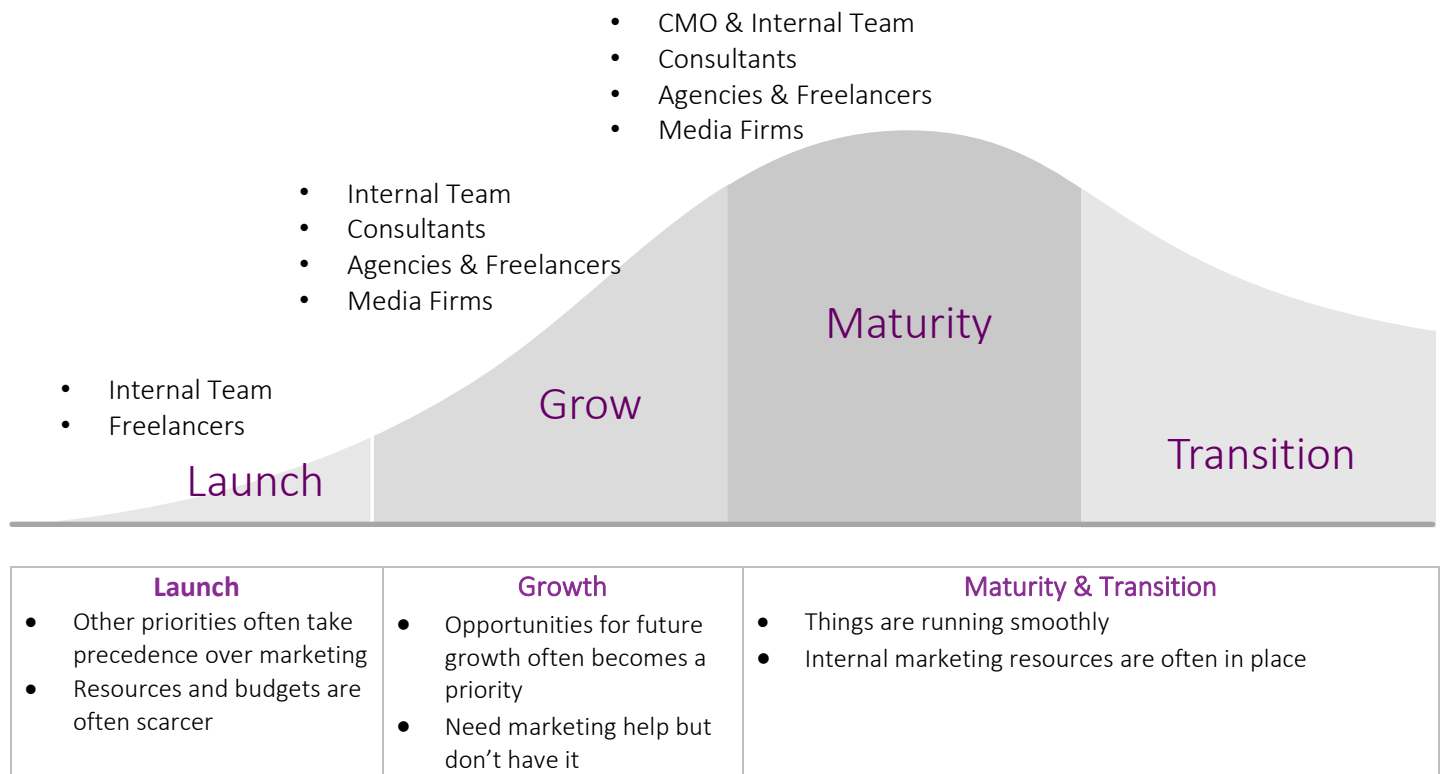 • CMO & Internal Team
• Consultants
• Agencies & Freelancers
• Media Firms
• Internal Team
• Consultants
• Agencies & Freelancers
• Media Firms
Maturity
• Internal Team
• Freelancers
Grow
Transition
Launch
Launch
● Other priorities often take
precedence over marketing
● Resources and budgets are
often scarcer
Growth
● Opportunities for future
growth often becomes a
priority
● Need marketing help but
don’t have it
Maturity & Transition
● Things are running smoothly
● Internal marketing resources are often in place